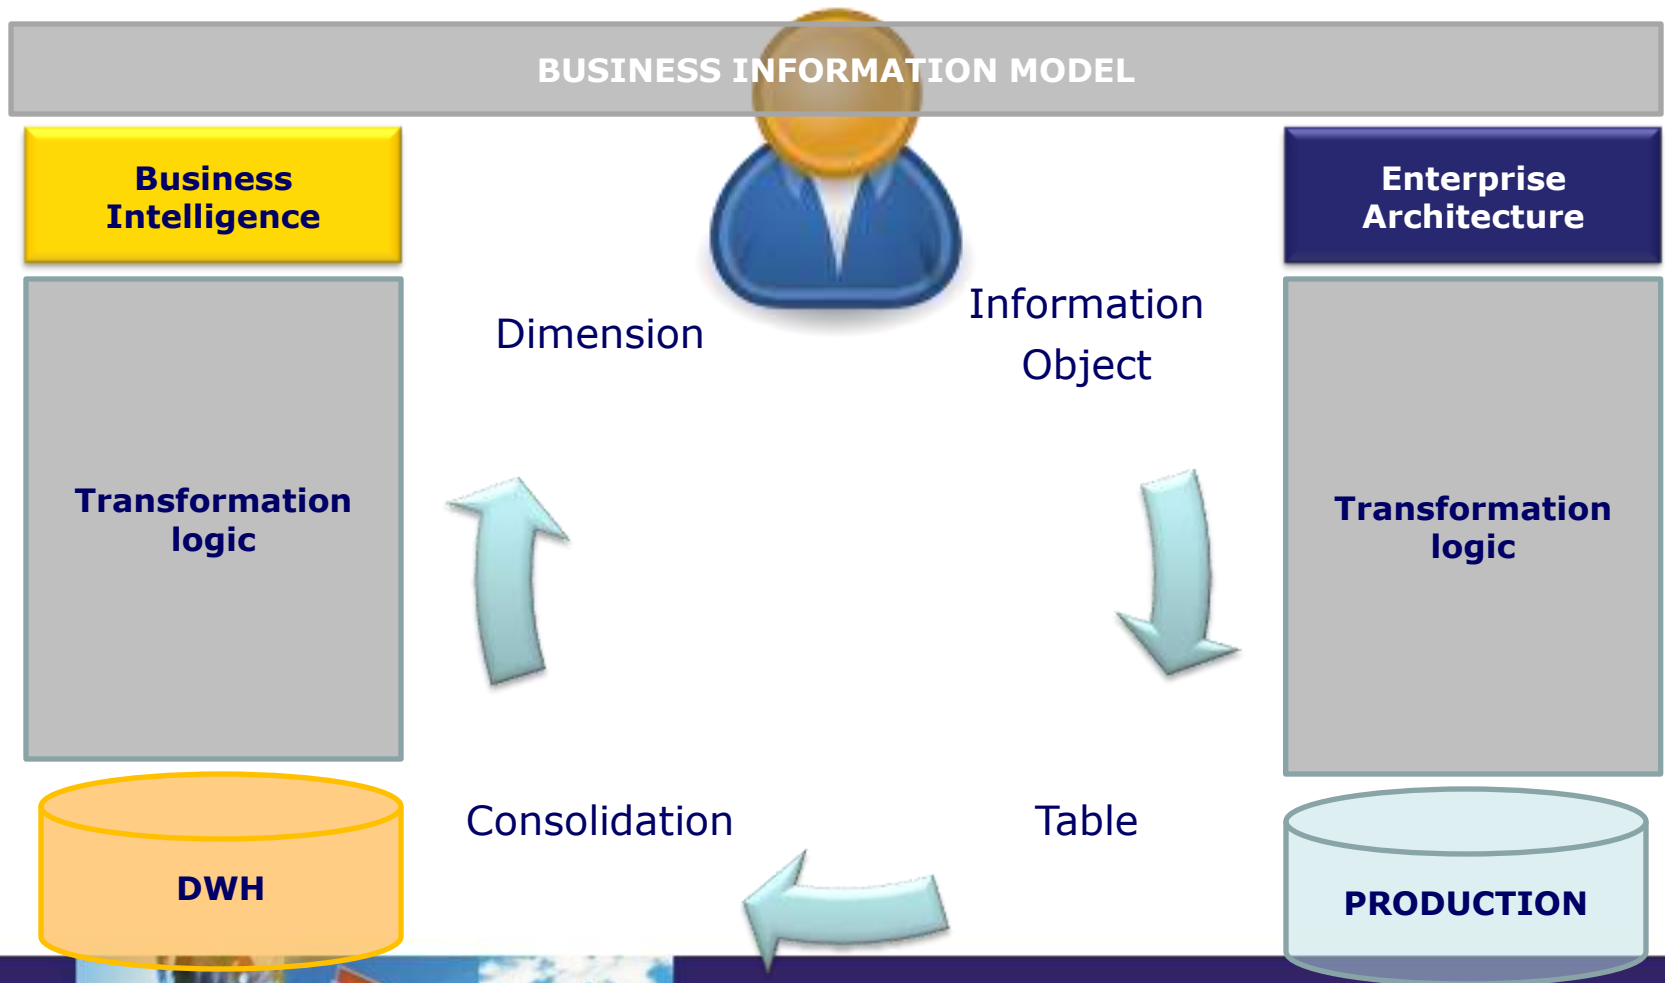 BUSINESS INFORMATION MODEL
Business
Intelligence
Enterprise
Architecture
Dimension
Information
Object
Transformation
logic
Transformation
logic
Consolidation
Table
DWH
PRODUCTION